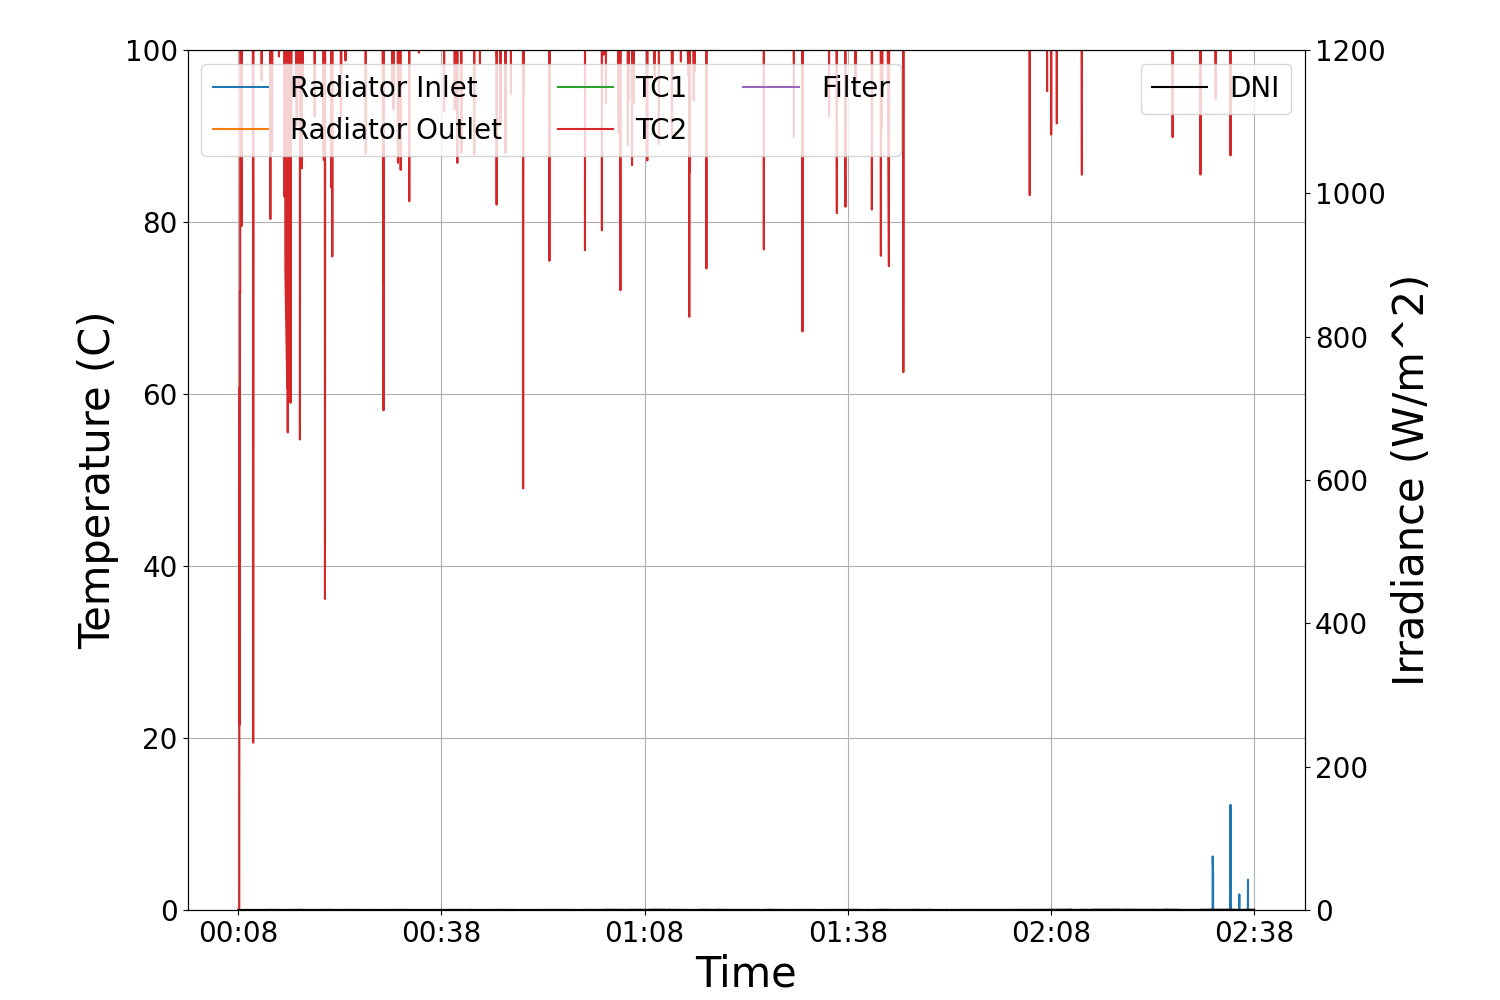 100
80
60
40
20
0
Temperature (C)
Radiator Inlet
Radiator Outlet
TC1
TC2
Filter
DNI
1200
1000
800
600
400
200
0
Irradiance (W/m^2)
00:08 00:38 01:08 01:38 02:08 02:38
Time